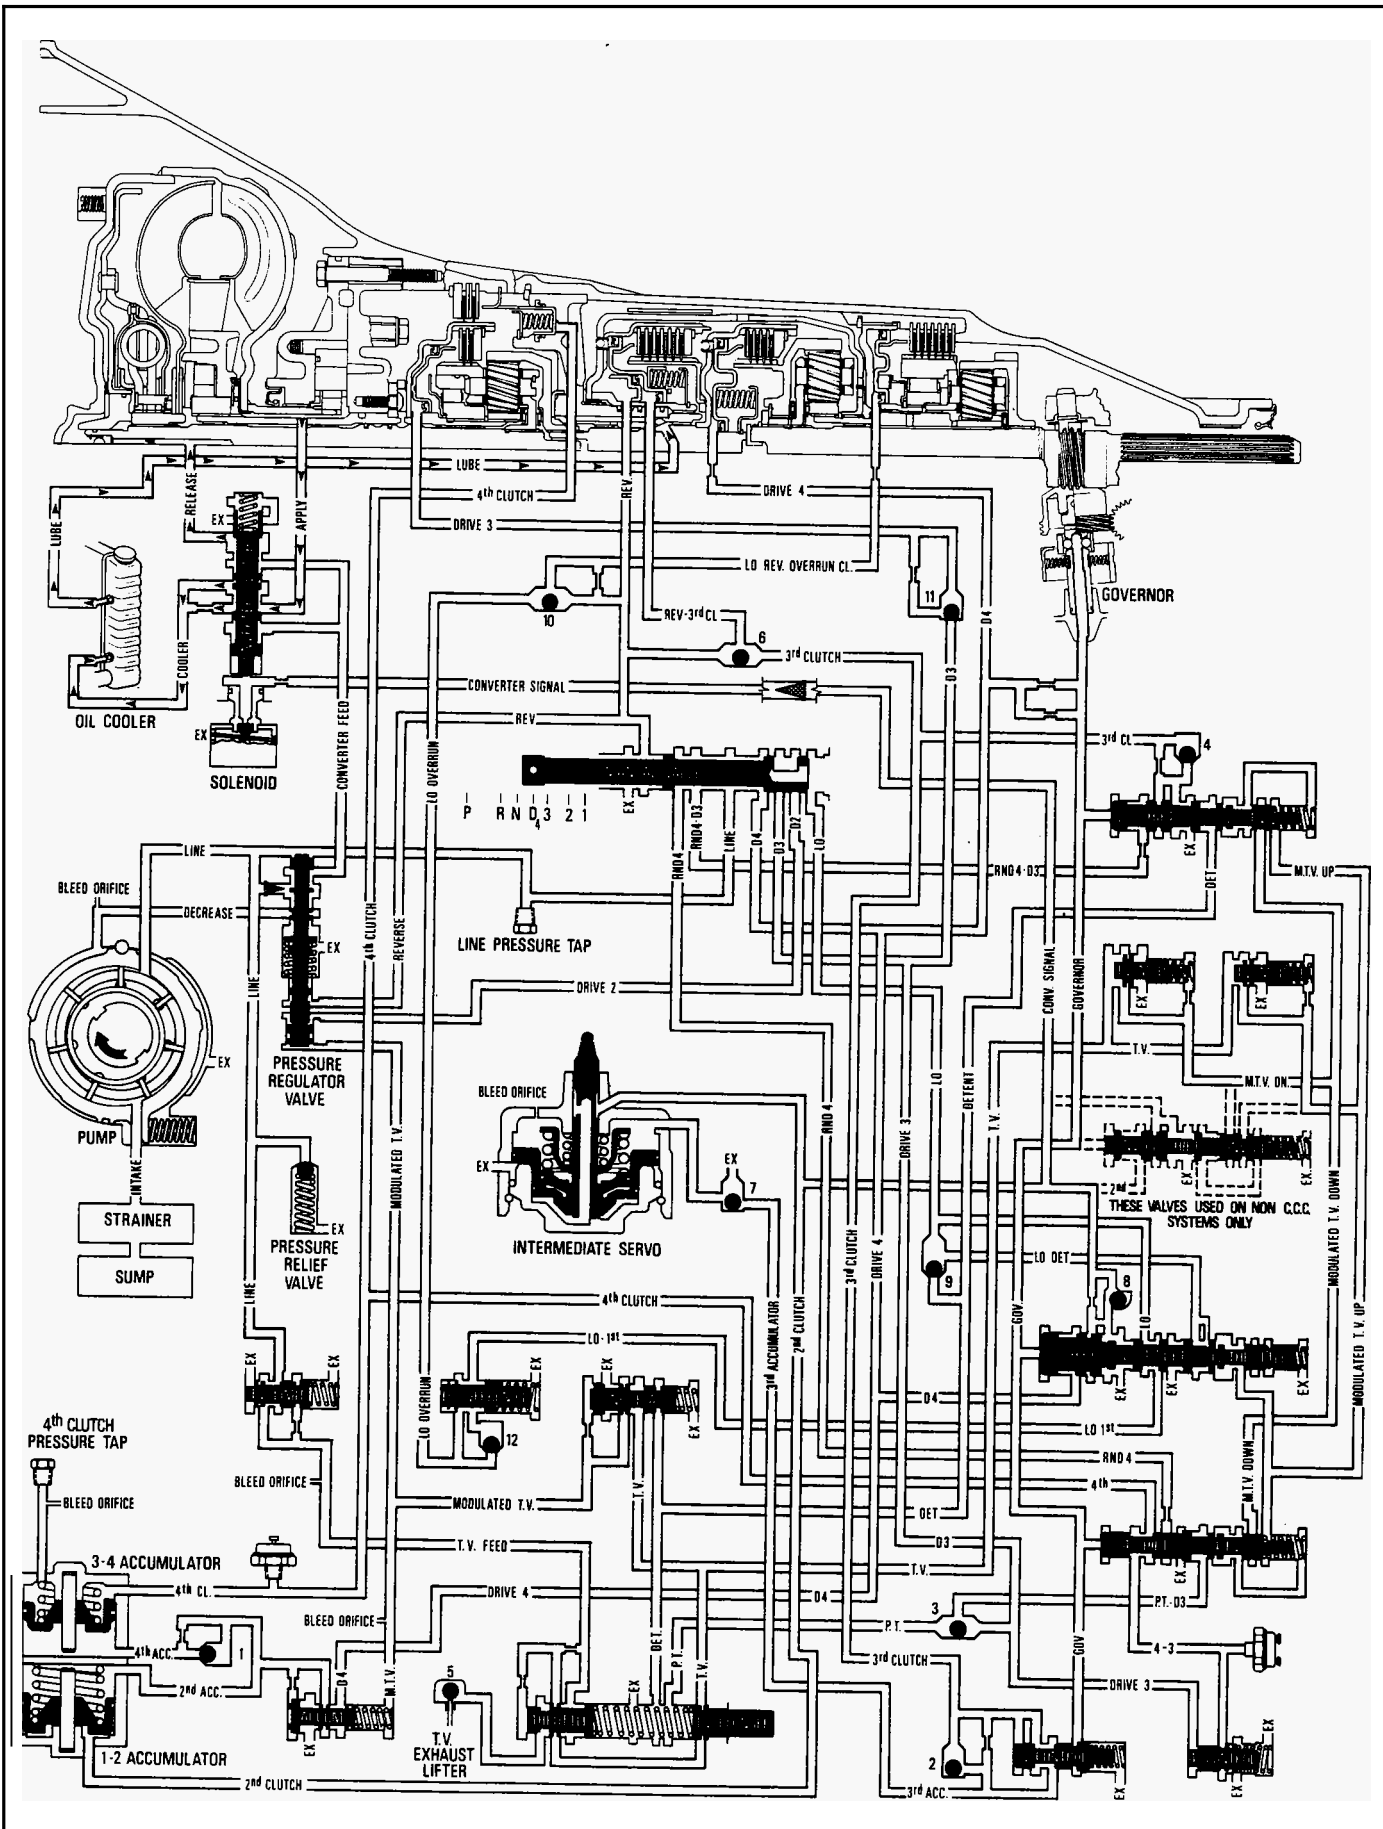 LUBE
4th CLUTCH
REV.
DRIVE 4
RELEASE
APPLY
LUBE
EX
DRIVE 3
LO REV. OVERRUN CL.
10
11
GOVERNOR
REV-3rd CL
6
3rd CLUTCH
D4
D3
COOLER
OIL COOLER
CONVERTER SIGNAL
EX
SOLENOID
CONVERTER FEED
REV
LO OVERRUN
3rd CL
4
P R N D4 3 2 1
EX
RND4
RND4-D3
LINE
D4
D3
D2
LO
EX
LINE
BLEED ORIFICE
DECREASE
RND4-D3
DET
M.T.V. UP
LINE PRESSURE TAP
4th CLUTCH
REVERSE
EX
LINE
DRIVE 2
CONV. SIGNAL
GOVERNOR
EX
EX
T.V.
M.T.V. DN.
EX
PRESSURE
REGULATOR
VALVE
PUMP
INTAKE
BLEED ORIFICE
EX
INTERMEDIATE SERVO
EX
7
LO
DETENT
T.V.
RND 4
DRIVE 3
MODULATED T.V.
STRAINER
SUMP
EX
PRESSURE
RELIEF
VALVE
2nd
EX
EX
THESE VALVES USED ON NON C.C.C.
SYSTEMS ONLY
MODULATED T.V. DOWN
MODULATED T.V. UP
3rd CLUTCH
DRIVE 4
9
LO DET
8
LO
GOV.
LINE
4th CLUTCH
3rd ACCUMULATOR
2nd CLUTCH
LO-1st
EX
EX
EX
EX
EX
EX
EX
EX
D4
LO 1st
RND 4
4th
M.T.V. DOWN
LO OVERRUN
12
4th CLUTCH
PRESSURE TAP
BLEED ORIFICE
BLEED ORIFICE
MODULATED T.V.
T.V.
DET
D3
T.V.
EX
EX
T.V. FEED
3-4 ACCUMULATOR
4th CL.
DRIVE 4
D4
P.T.-D3
BLEED ORIFICE
3
P.T.
4th ACC.
1
2nd ACC.
D4
M.T.V.
EX
5
T.V.
EXHAUST
LIFTER
EX
DET.
P.T.
T.V.
3rd CLUTCH
GOV
4-3
DRIVE 3
1-2 ACCUMULATOR
2nd CLUTCH
2
3rd ACC.
EX
EX
EX